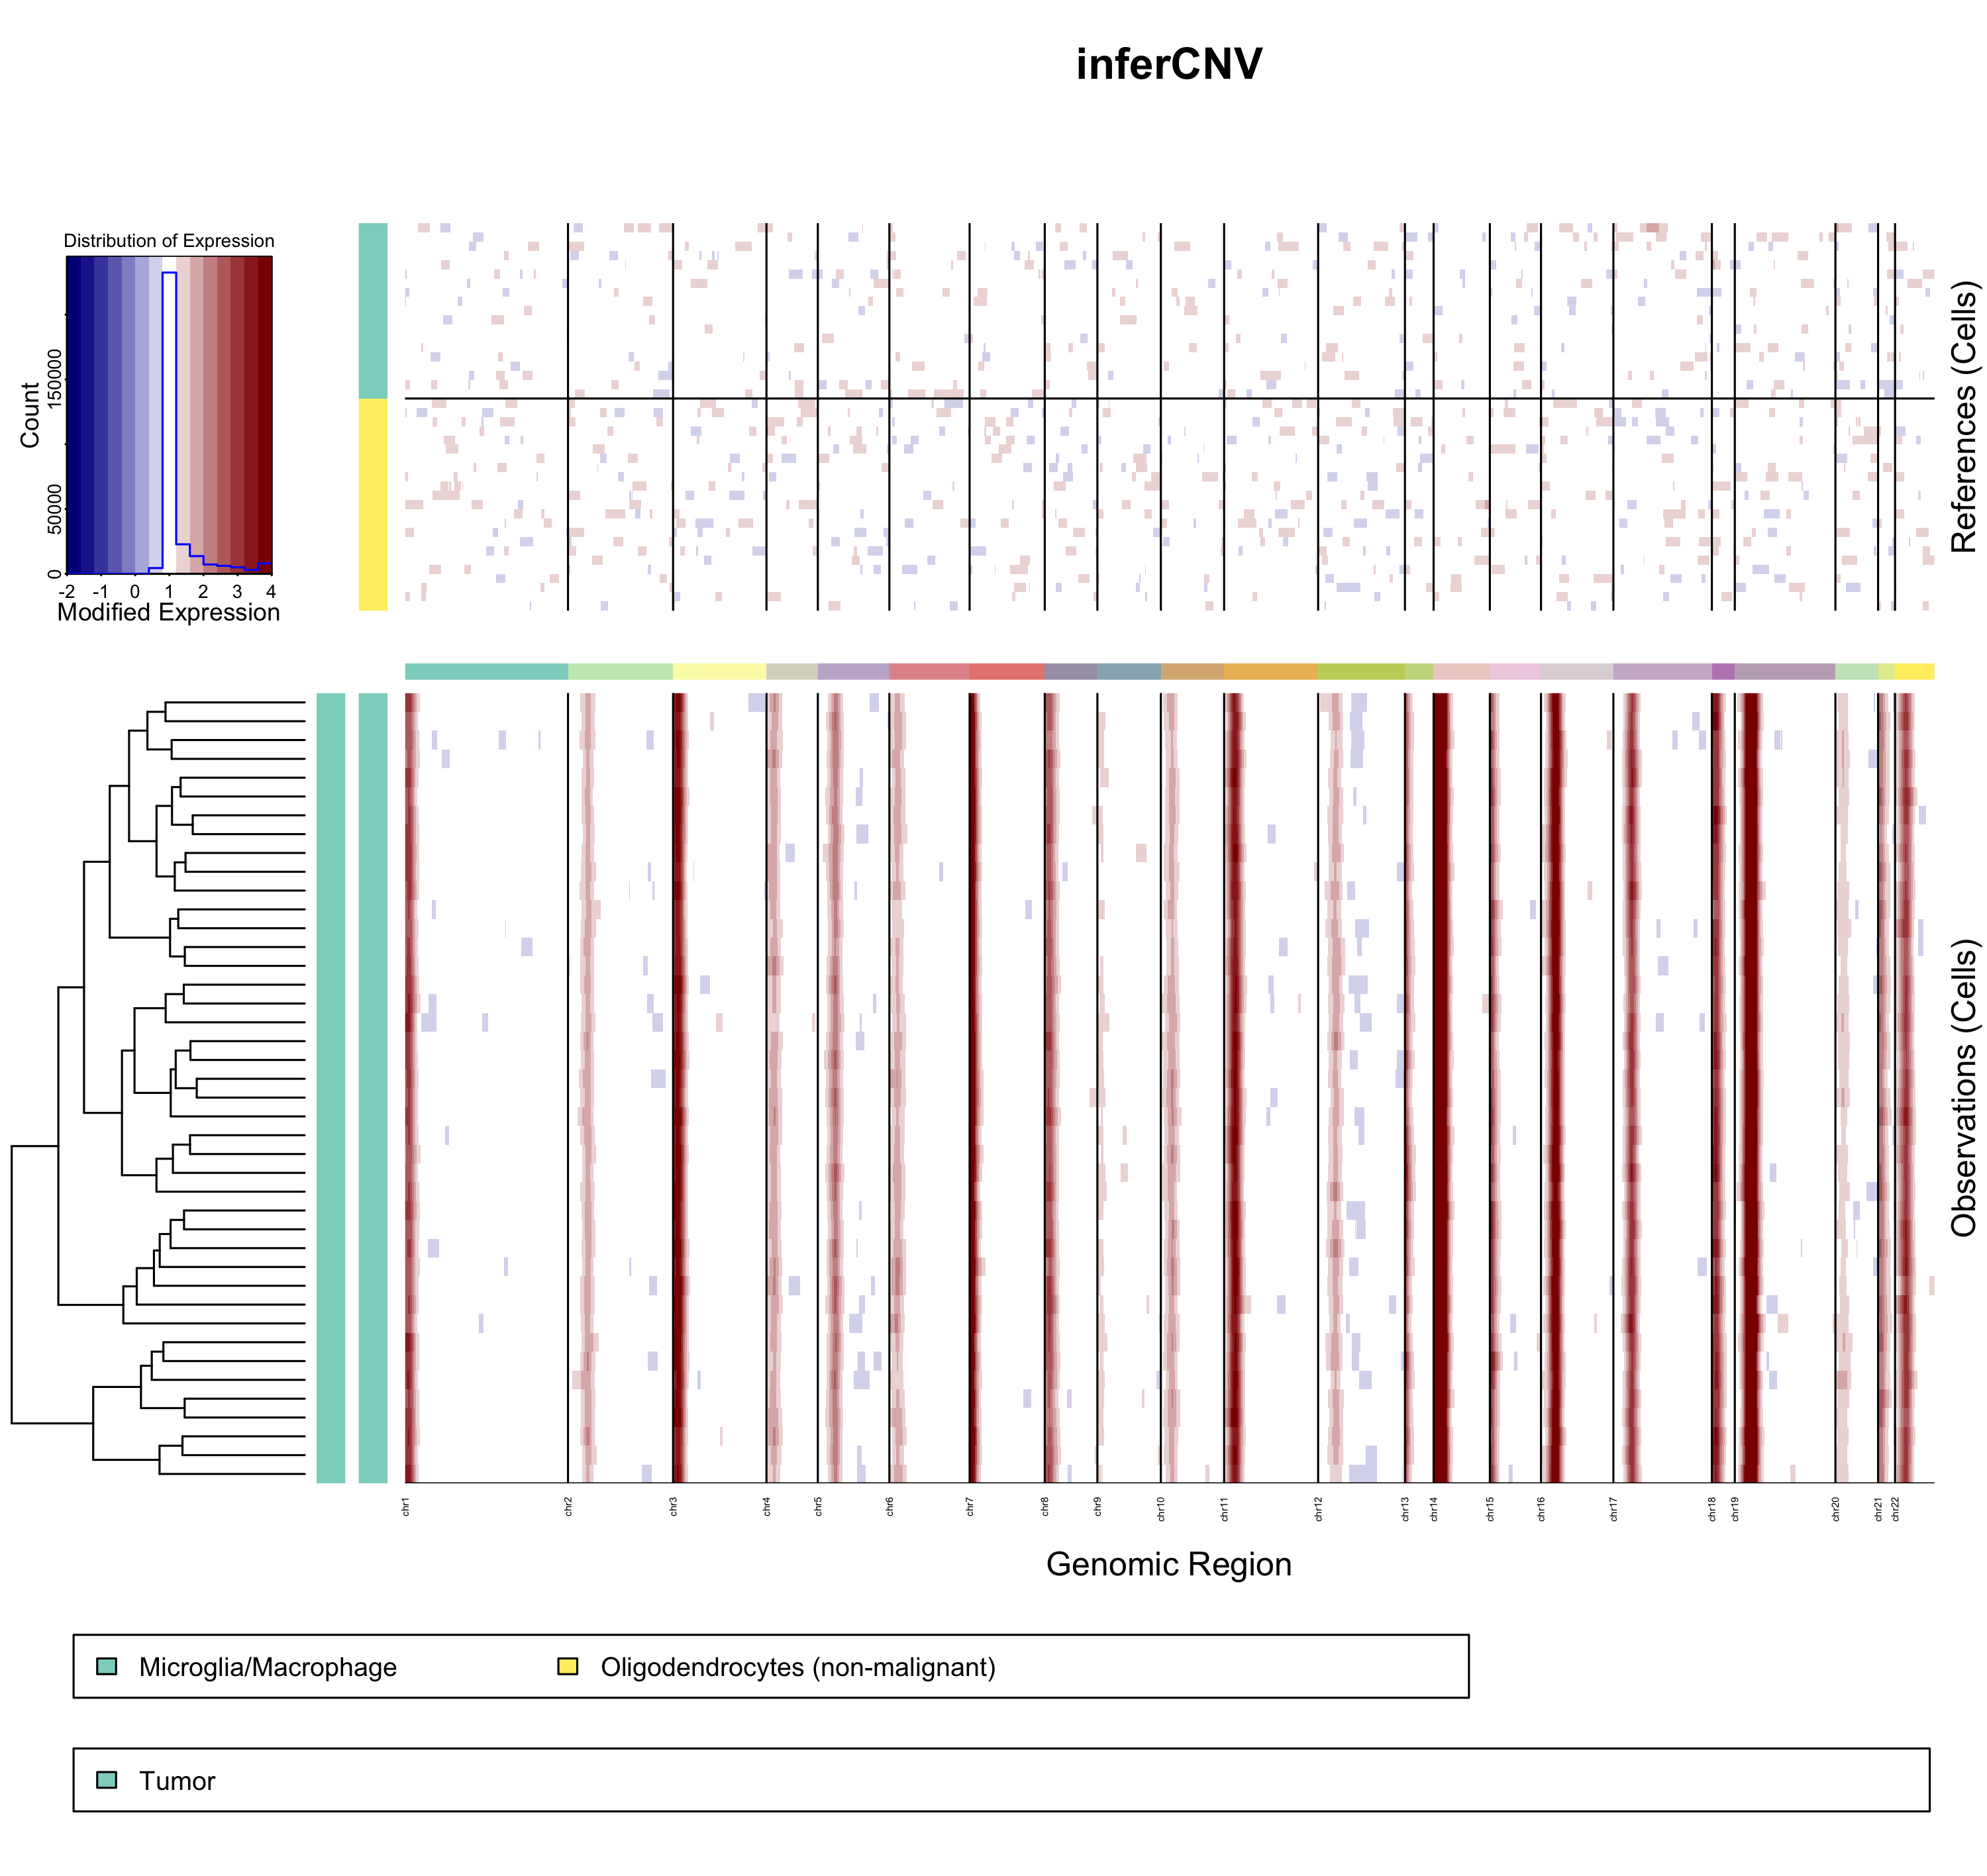 inferCNV
Distribution of Expression
Count
0
50000
150000
-2 -1 0 1 2 3 4
Modified Expression
References (Cells)
Observations (Cells)
chr1 chr2 chr3 chr4 chr5 chr6 chr7 chr8 chr9 chr10 chr11 chr12 chr13 chr14 chr15 chr16 chr17 chr18 chr19 chr20 chr21 chr22
Genomic Region
Microglia/Macrophage Oligodendrocytes (non-malignant)
Tumor